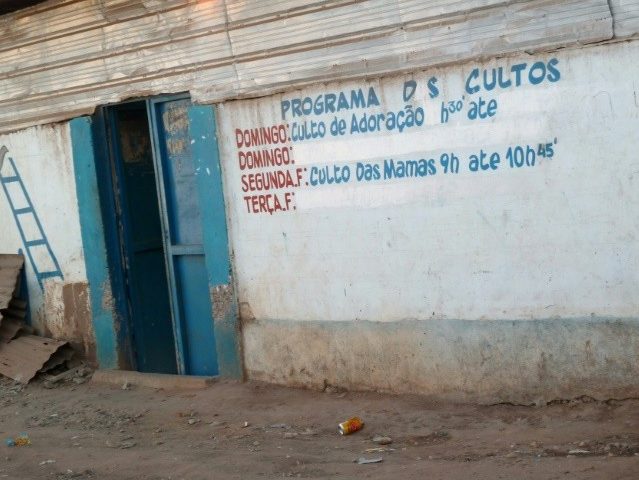 PROGRAMA D S CULTOS
DOMINGO: Culto de Adoração h30' ate
DOMINGO:
SEGUNDA.F: Culto Das Mamas 9h ate 10h45'
TERÇA.F: